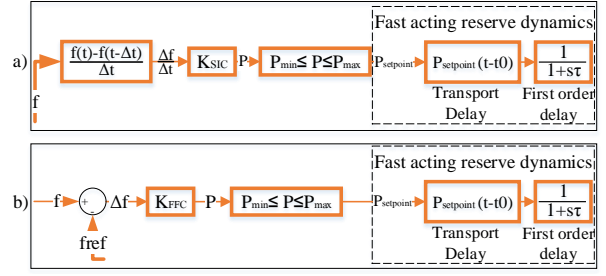 Fast acting reserve dynamics
a)
f(t)-f(t-Δt)
Δt
Δf
Δt
KSIC
P
Pmin≤ P≤Pmax
Psetpoint
Psetpoint (t-t0)
1
1+sτ
f
Transport
Delay
First order
delay
Fast acting reserve dynamics
b)
f
+
-
Δf
KFFC
P
Pmin≤ P≤Pmax
Psetpoint
Psetpoint (t-t0)
1
1+sτ
fref
Transport
Delay
First order
delay